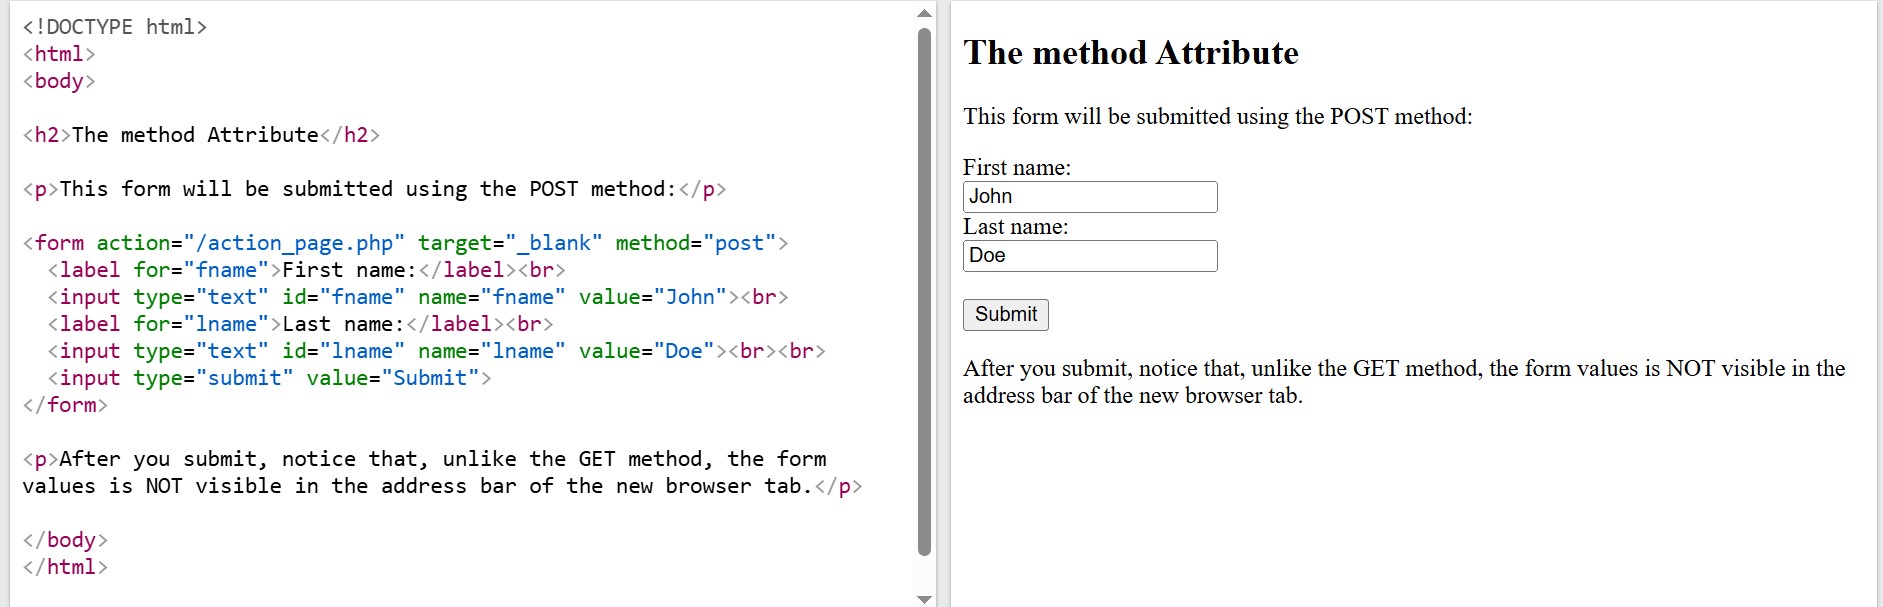 <!DOCTYPE html>
<html>
<body>
<h2>The method Attribute</h2>
<p>This form will be submitted using the POST method:</p>
<form action="/action_page.php" target="_blank" method="post">
  <label for="fname">First name:</label><br>
  <input type="text" id="fname" name="fname" value="John"><br>
  <label for="lname">Last name:</label><br>
  <input type="text" id="lname" name="lname" value="Doe"><br><br>
  <input type="submit" value="Submit">
</form>
<p>After you submit, notice that, unlike the GET method, the form
values is NOT visible in the address bar of the new browser tab.</p>
</body>
</html>
The method Attribute
This form will be submitted using the POST method:
First name:
John
Last name:
Doe
Submit
After you submit, notice that, unlike the GET method, the form values is NOT visible in the
address bar of the new browser tab.